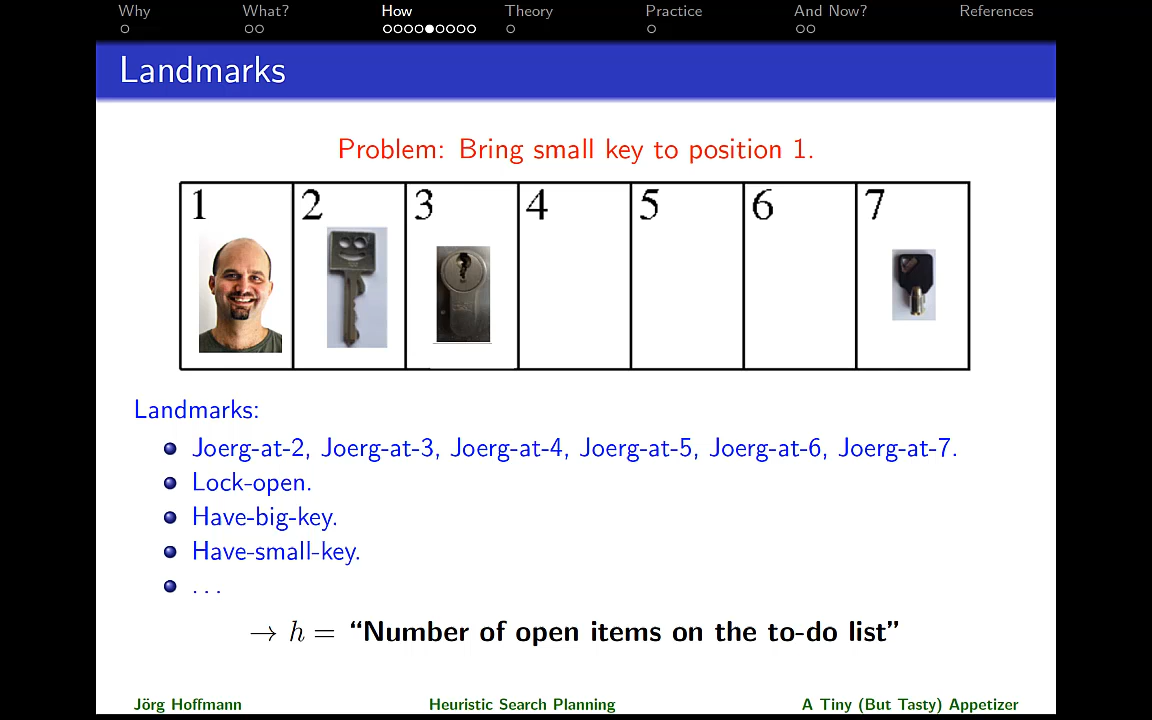 Why What? How Theory Practice And Now? References
Landmarks
Problem: Bring small key to position 1.
1 2 3 4 5 6 7
Landmarks:
Joerg-at-2, Joerg-at-3, Joerg-at-4, Joerg-at-5, Joerg-at-6, Joerg-at-7.
Lock-open.
Have-big-key.
Have-small-key.
. . .
→ h = “Number of open items on the to-do list”
Jörg Hoffmann Heuristic Search Planning A Tiny (But Tasty) Appetizer